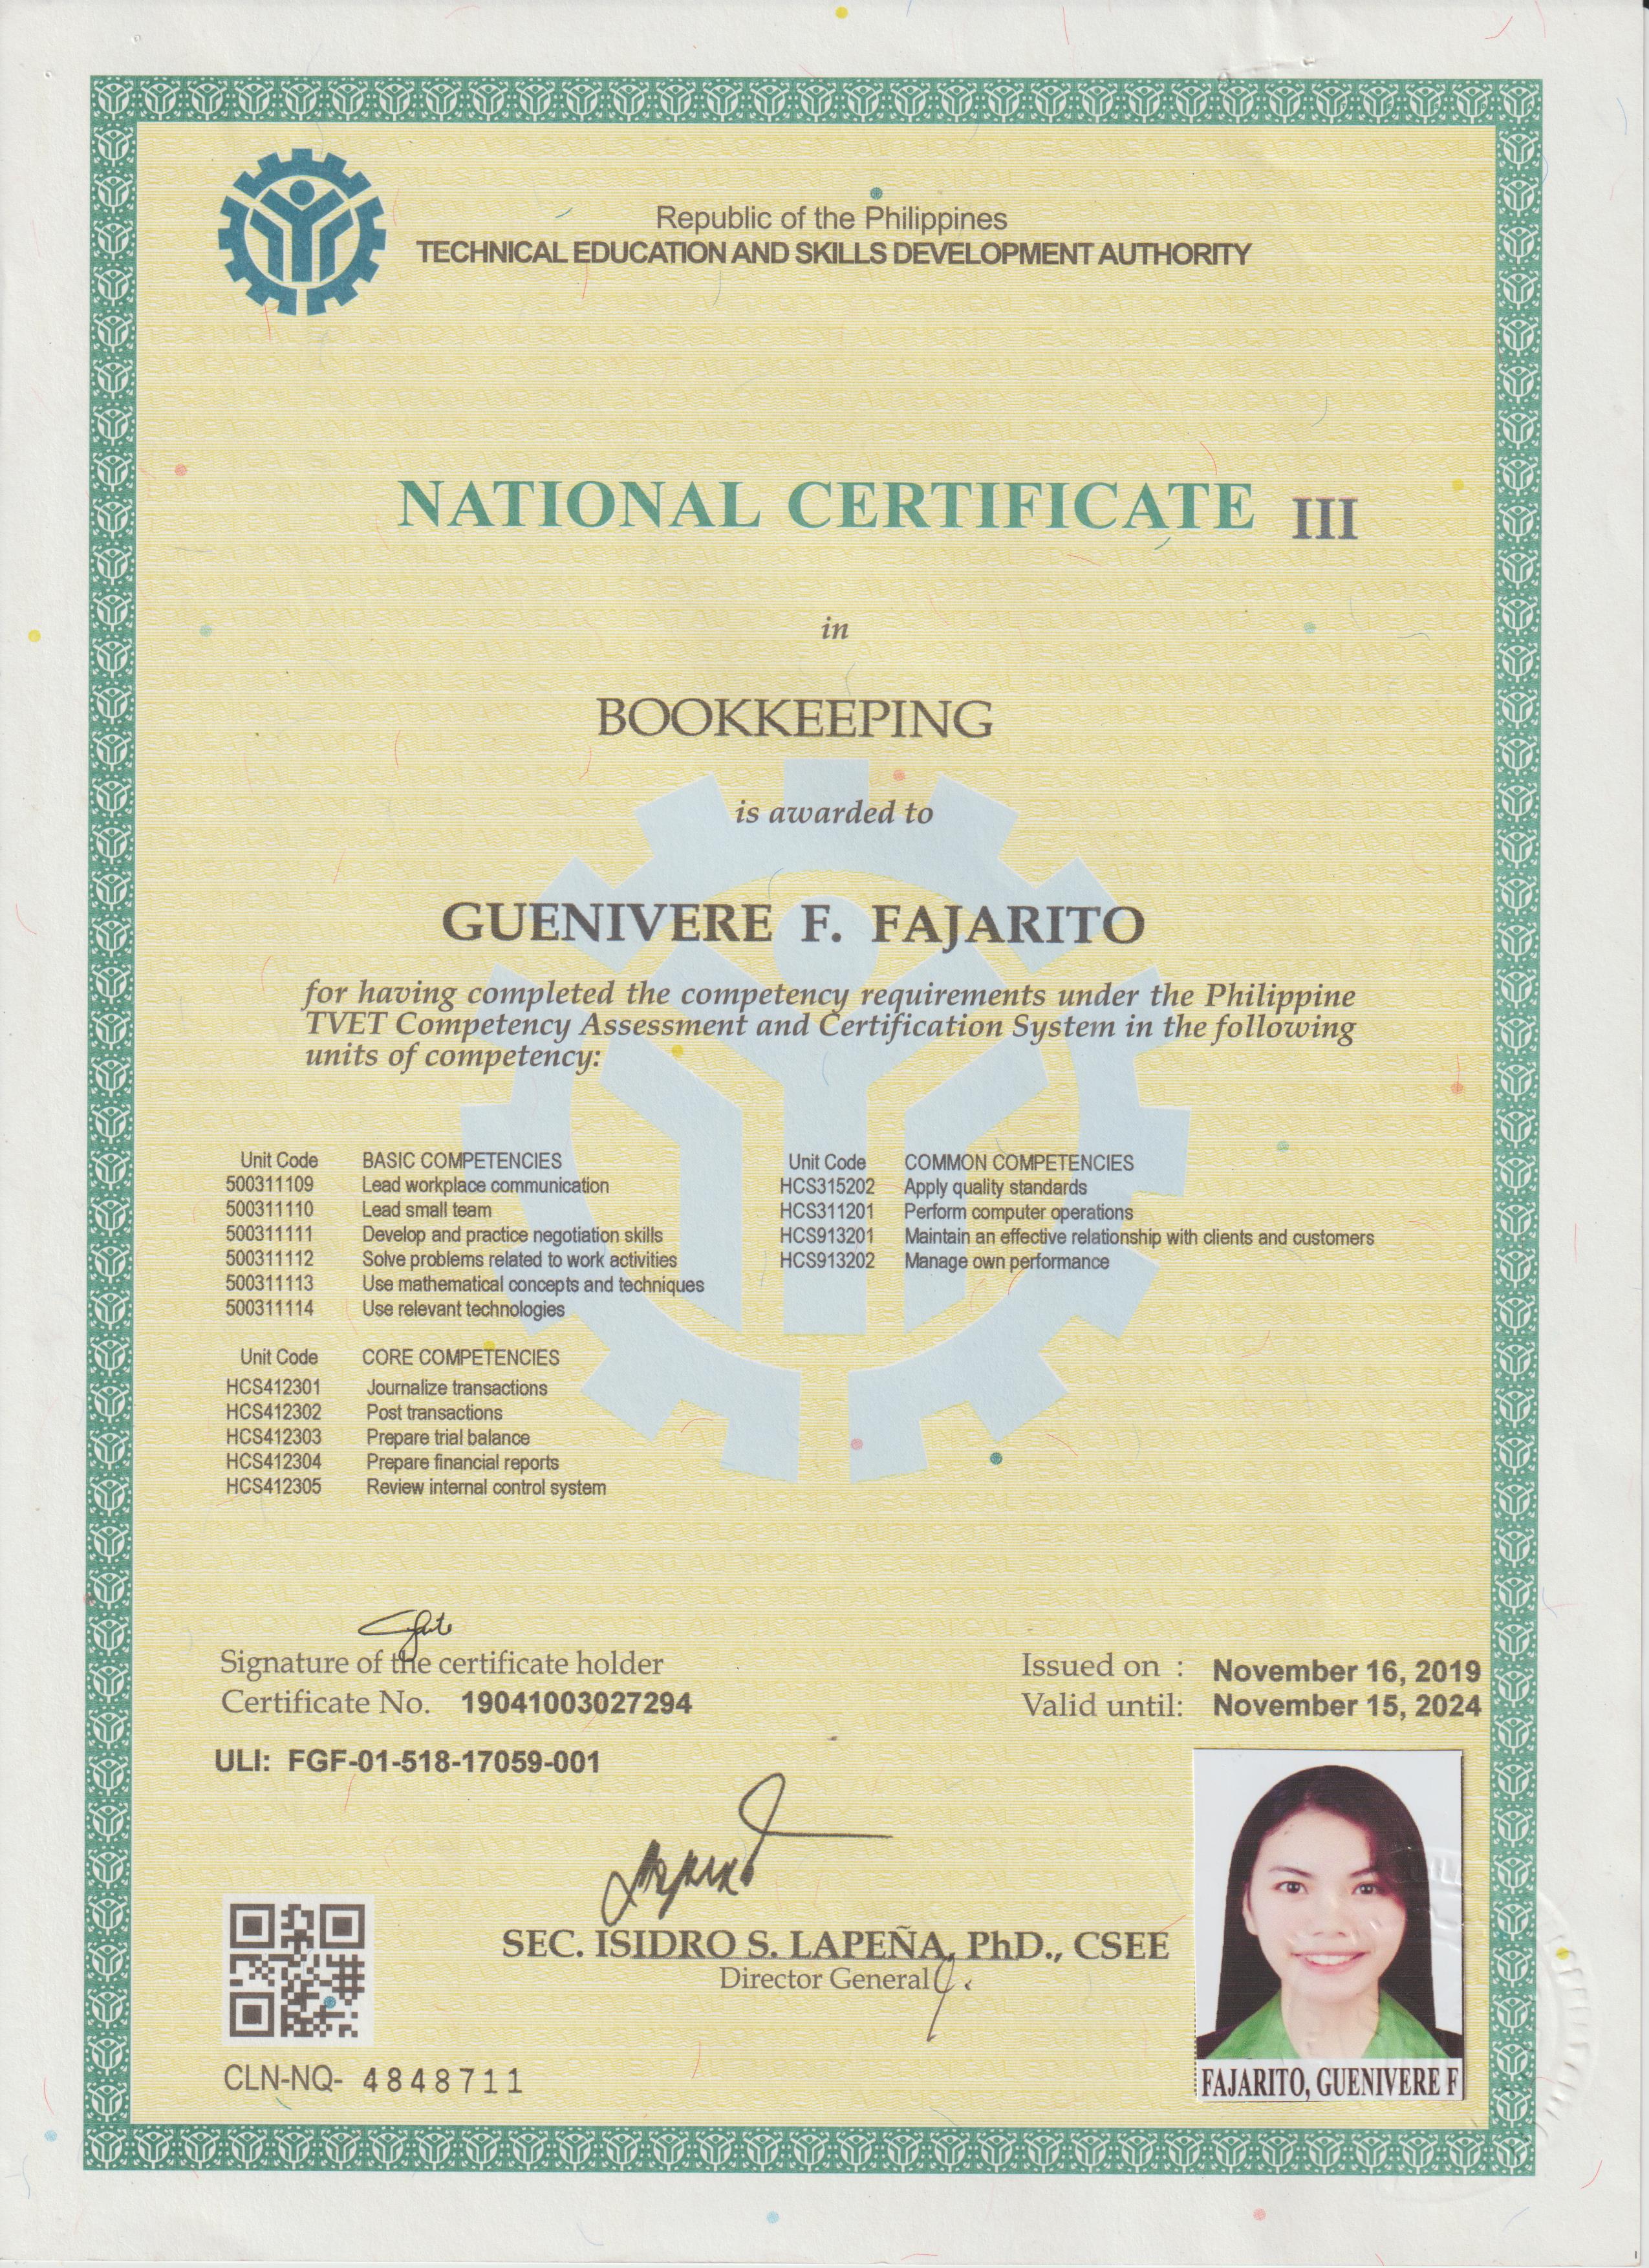 Republic of the Philippines
TECHNICAL EDUCATION AND SKILLS DEVELOPMENT AUTHORITY
NATIONAL CERTIFICATE III
in
BOOKKEEPING
is awarded to
GUENIVERE F. FAJARITO
for having completed the competency requirements under the Philippine
TVET Competency Assessment and Certification System in the following
units of competency:
Unit Code BASIC COMPETENCIES
500311109 Lead workplace communication
500311110 Lead small team
500311111 Develop and practice negotiation skills
500311112 Solve problems related to work activities
500311113 Use mathematical concepts and techniques
500311114 Use relevant technologies
Unit Code COMMON COMPETENCIES
HCS315202 Apply quality standards
HCS311201 Perform computer operations
HCS913201 Maintain an effective relationship with clients and customers
HCS913202 Manage own performance
Unit Code CORE COMPETENCIES
HCS412301 Journalize transactions
HCS412302 Post transactions
HCS412303 Prepare trial balance
HCS412304 Prepare financial reports
HCS412305 Review internal control system
Signature of the certificate holder
Certificate No. 19041003027294
ULI: FGF-01-518-17059-001
Issued on : November 16, 2019
Valid until: November 15, 2024
SEC. ISIDRO S. LAPEÑA, PhD., CSEE
Director General
CLN-NQ- 4848711
FAJARITO, GUENIVERE F